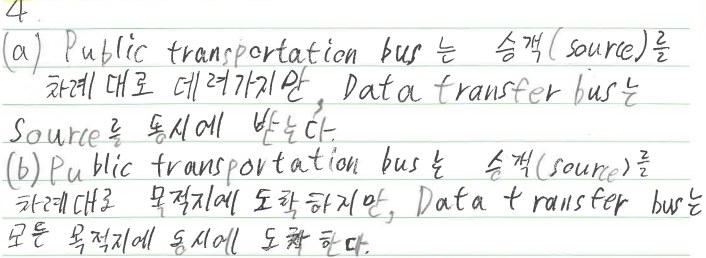 4.
(a) Public transportation bus 는 승객(source)를
차례 대로 데려가지만, Data transfer bus는
Source를 동시에 받는다.
(b) Public transportation bus는 승객(source)를
차례대로 목적지에 도착하지만, Data transfer bus는
모든 목적지에 동시에 도착한다.